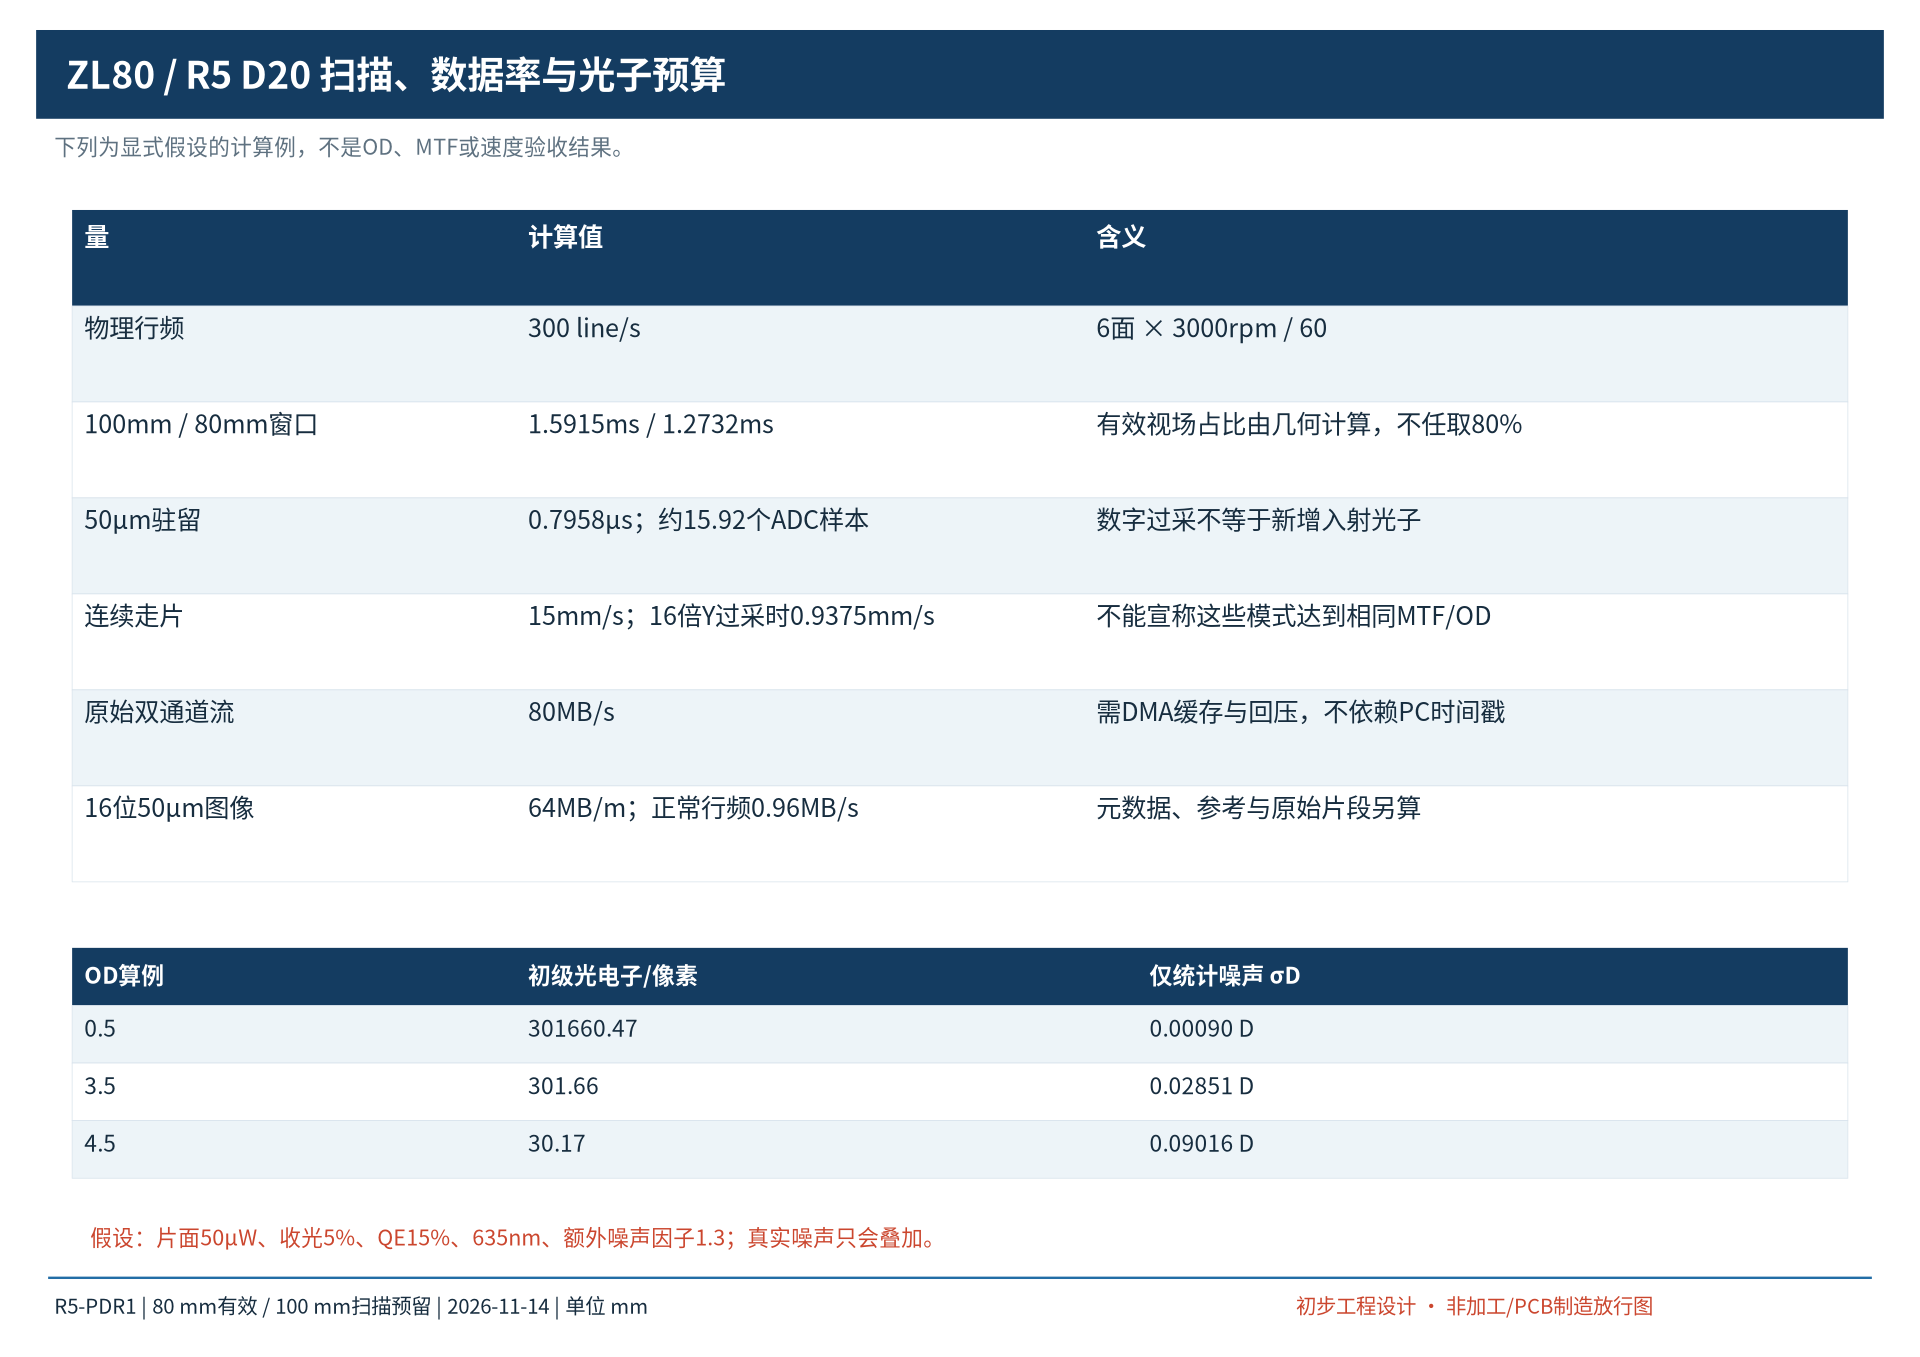 ZL80 / R5 D20 扫描、数据率与光子预算
下列为显式假设的计算例，不是OD、MTF或速度验收结果。
量 计算值 含义
物理行频 300 line/s 6面 × 3000rpm / 60
100mm / 80mm窗口 1.5915ms / 1.2732ms 有效视场占比由几何计算，不任取80%
50μm驻留 0.7958μs；约15.92个ADC样本 数字过采不等于新增入射光子
连续走片 15mm/s；16倍Y过采时0.9375mm/s 不能宣称这些模式达到相同MTF/OD
原始双通道流 80MB/s 需DMA缓存与回压，不依赖PC时间戳
16位50μm图像 64MB/m；正常行频0.96MB/s 元数据、参考与原始片段另算
OD算例 初级光电子/像素 仅统计噪声 σD
0.5 301660.47 0.00090 D
3.5 301.66 0.02851 D
4.5 30.17 0.09016 D
假设：片面50μW、收光5%、QE15%、635nm、额外噪声因子1.3；真实噪声只会叠加。
R5-PDR1 | 80 mm有效 / 100 mm扫描预留 | 2026-11-14 | 单位 mm 初步工程设计 · 非加工/PCB制造放行图